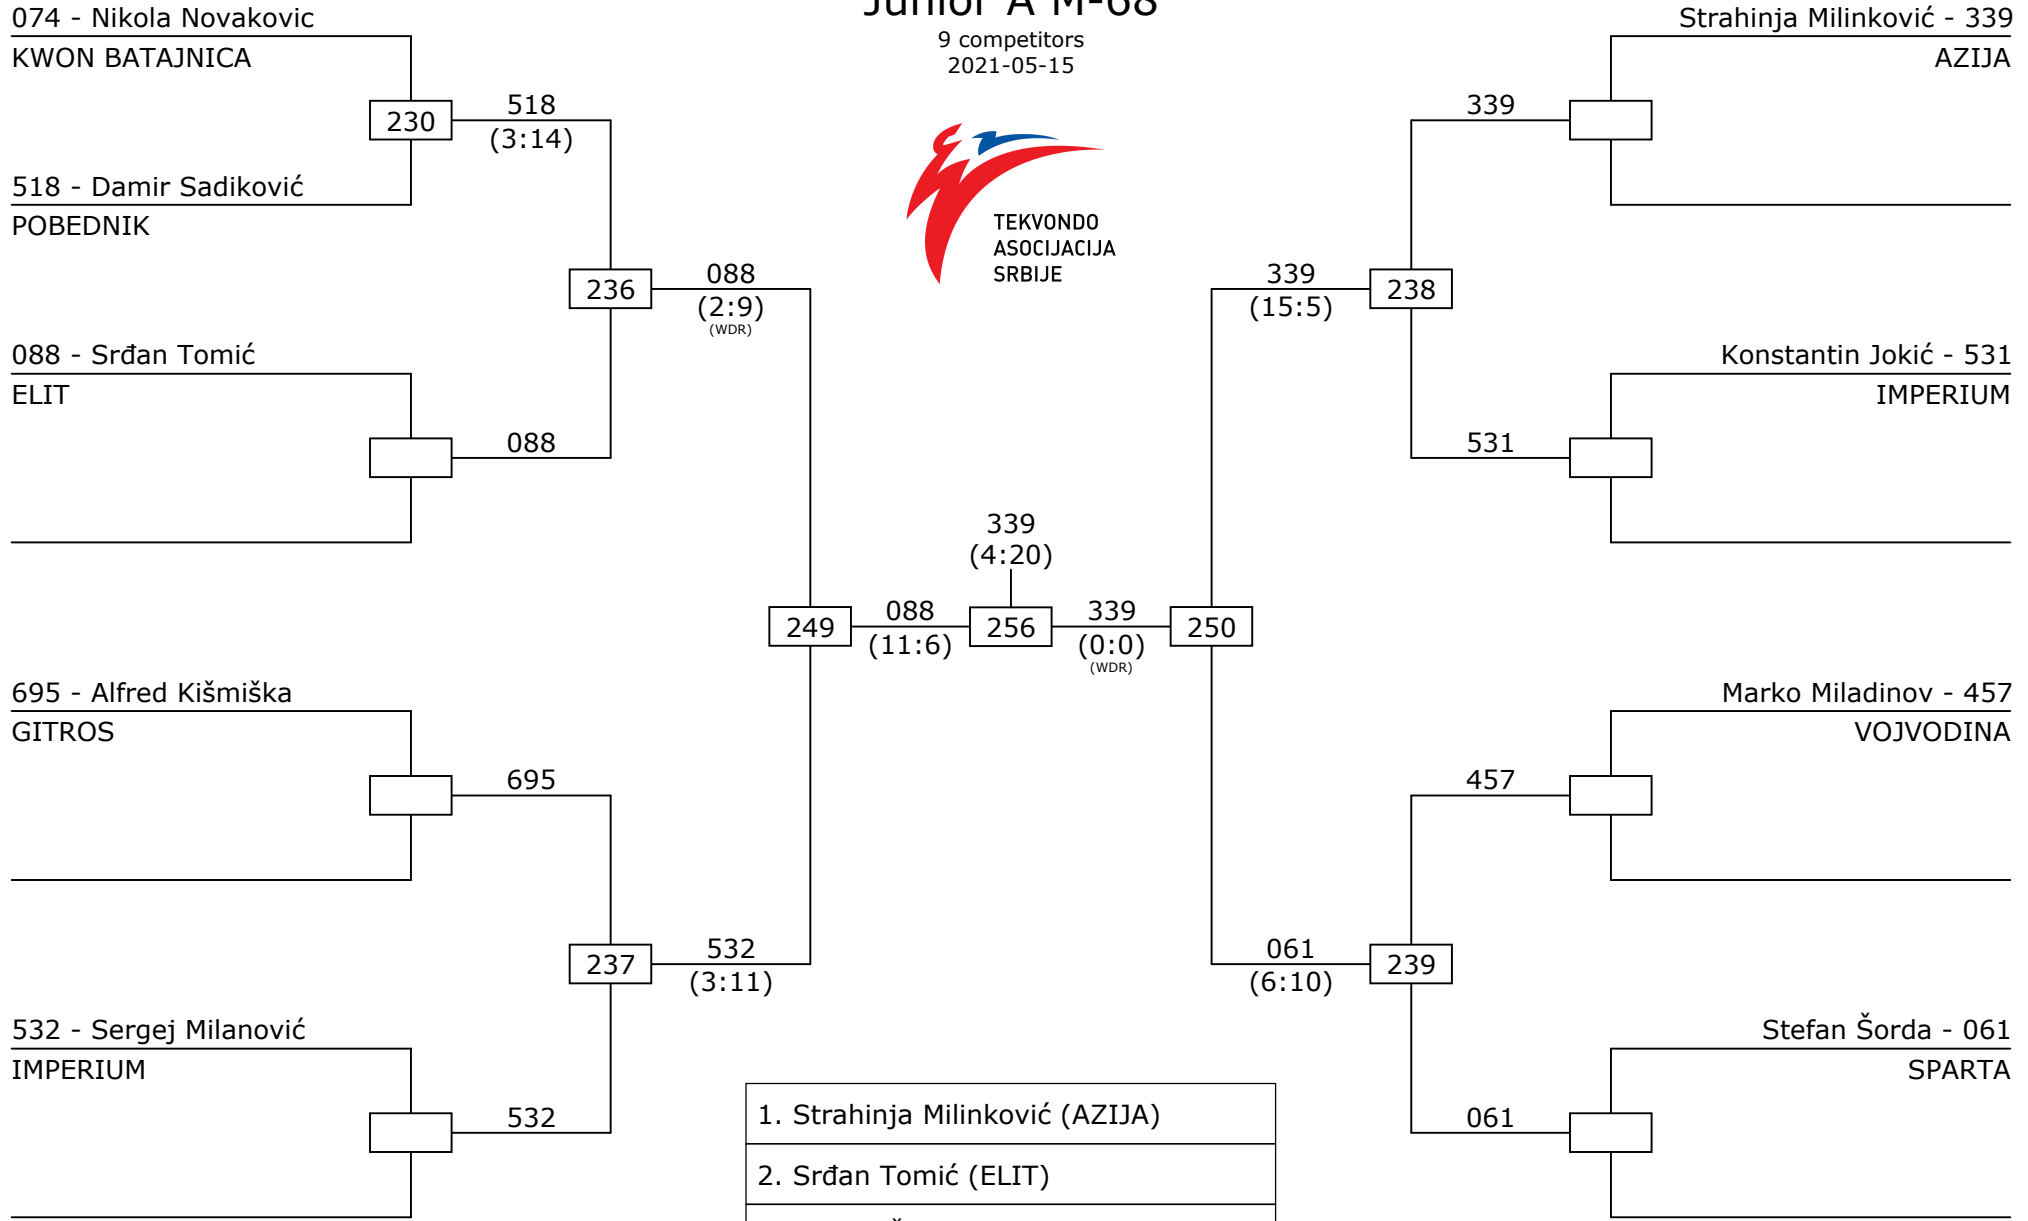 Junior A M-68
9 competitors
2021-05-15
TEKVONDO
ASOCIJACIJA
SRBIJE
074 - Nikola Novakovic
KWON BATAJNICA
230
518
(3:14)
518 - Damir Sadiković
POBEDNIK
236
088
(2:9)
(WDR)
088 - Srđan Tomić
ELIT
088
695 - Alfred Kišmiška
GITROS
695
237
532
(3:11)
532 - Sergej Milanović
IMPERIUM
532
249
088
(11:6)
339
(4:20)
256
339
(0:0)
(WDR)
250
Strahinja Milinković - 339
AZIJA
339
339
(15:5)
238
Konstantin Jokić - 531
IMPERIUM
531
Marko Miladinov - 457
VOJVODINA
457
061
(6:10)
239
Stefan Šorda - 061
SPARTA
061
1. Strahinja Milinković (AZIJA)
2. Srđan Tomić (ELIT)